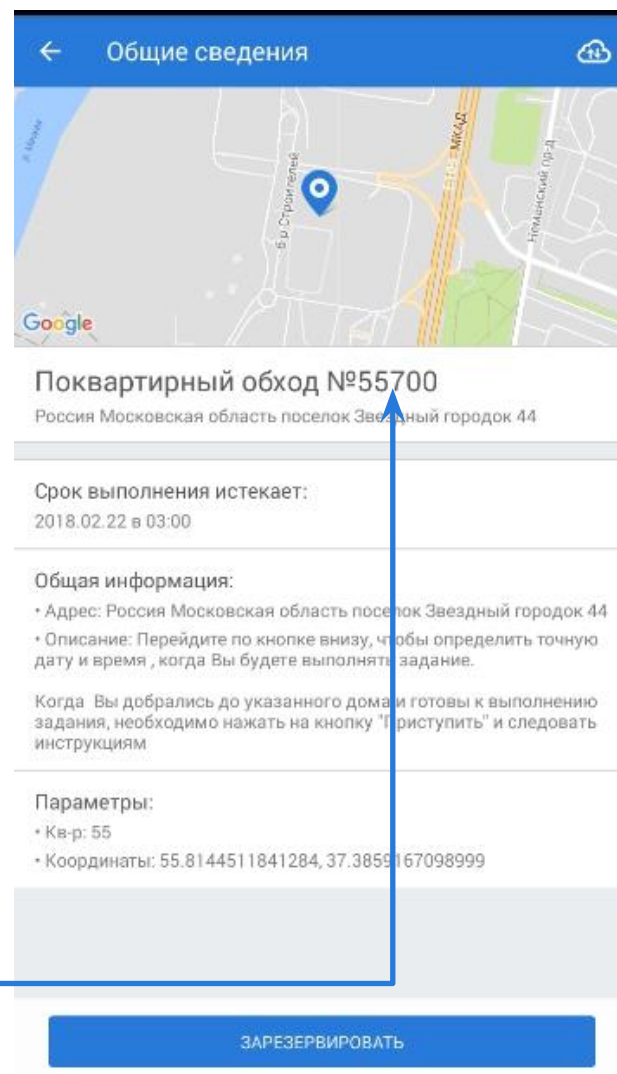 Общие сведения
р. Москва
б-р Строителей
МКАД
Неманский пр-д
Google
Поквартирный обход №55700
Россия Московская область поселок Звездный городок 44
Срок выполнения истекает:
2018.02.22 в 03:00
Общая информация:
• Адрес: Россия Московская область поселок Звездный городок 44
• Описание: Перейдите по кнопке внизу, чтобы определить точную
дату и время , когда Вы будете выполнять задание.
Когда Вы добрались до указанного дома и готовы к выполнению
задания, необходимо нажать на кнопку "Приступить" и следовать
инструкциям
Параметры:
• Кв-р: 55
• Координаты: 55.8144511841284, 37.3859167098999
ЗАРЕЗЕРВИРОВАТЬ